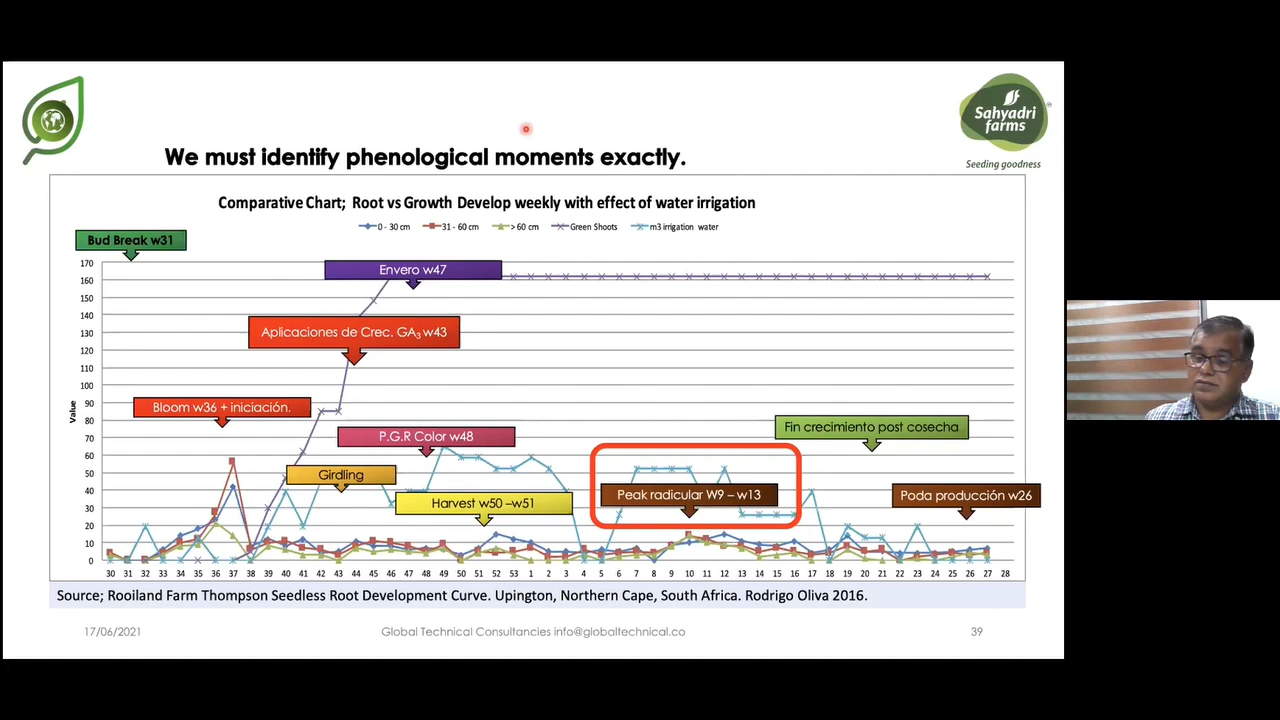 Sahyadri
farms
Seeding goodness
We must identify phenological moments exactly.
Comparative Chart; Root vs Growth Develop weekly with effect of water irrigation
0 - 30 cm 31 - 60 cm > 60 cm Green Shoots m3 irrigation water
Bud Break w31
Envero w47
Aplicaciones de Crec. GA3 w43
Bloom w36 + iniciación.
P.G.R Color w48
Fin crecimiento post cosecha
Girdling
Harvest w50 –w51
Peak radicular W9 – w13
Poda producción w26
Value
170
160
150
140
130
120
110
100
90
80
70
60
50
40
30
20
10
0
30 31 32 33 34 35 36 37 38 39 40 41 42 43 44 45 46 47 48 49 50 51 52 53 1 2 3 4 5 6 7 8 9 10 11 12 13 14 15 16 17 18 19 20 21 22 23 24 25 26 27 28
Source; Rooiland Farm Thompson Seedless Root Development Curve. Upington, Northern Cape, South Africa. Rodrigo Oliva 2016.
17/06/2021 Global Technical Consultancies info@globaltechnical.co 39